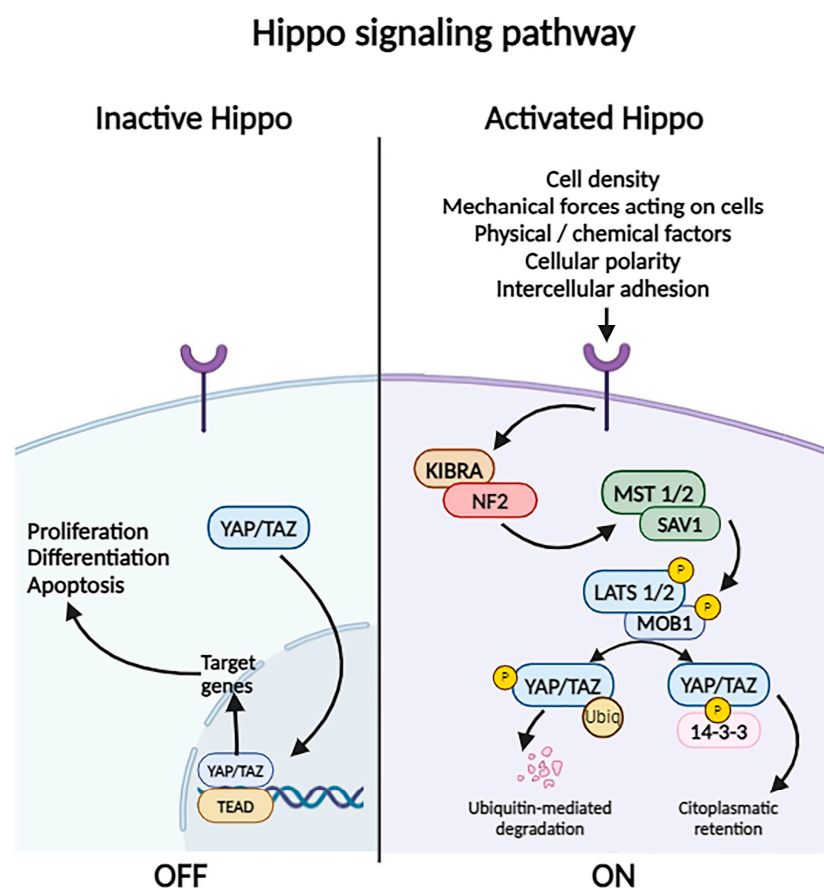 Hippo signaling pathway
Inactive Hippo
Activated Hippo
Cell density
Mechanical forces acting on cells
Physical / chemical factors
Cellular polarity
Intercellular adhesion
YAP/TAZ
Proliferation
Differentiation
Apoptosis
Target
genes
YAP/TAZ
TEAD
OFF
KIBRA
NF2
MST 1/2
SAV1
P
LATS 1/2
P
MOB1
P
YAP/TAZ
Ubiq
YAP/TAZ
P
14-3-3
Ubiquitin-mediated
degradation
Citoplasmatic
retention
ON